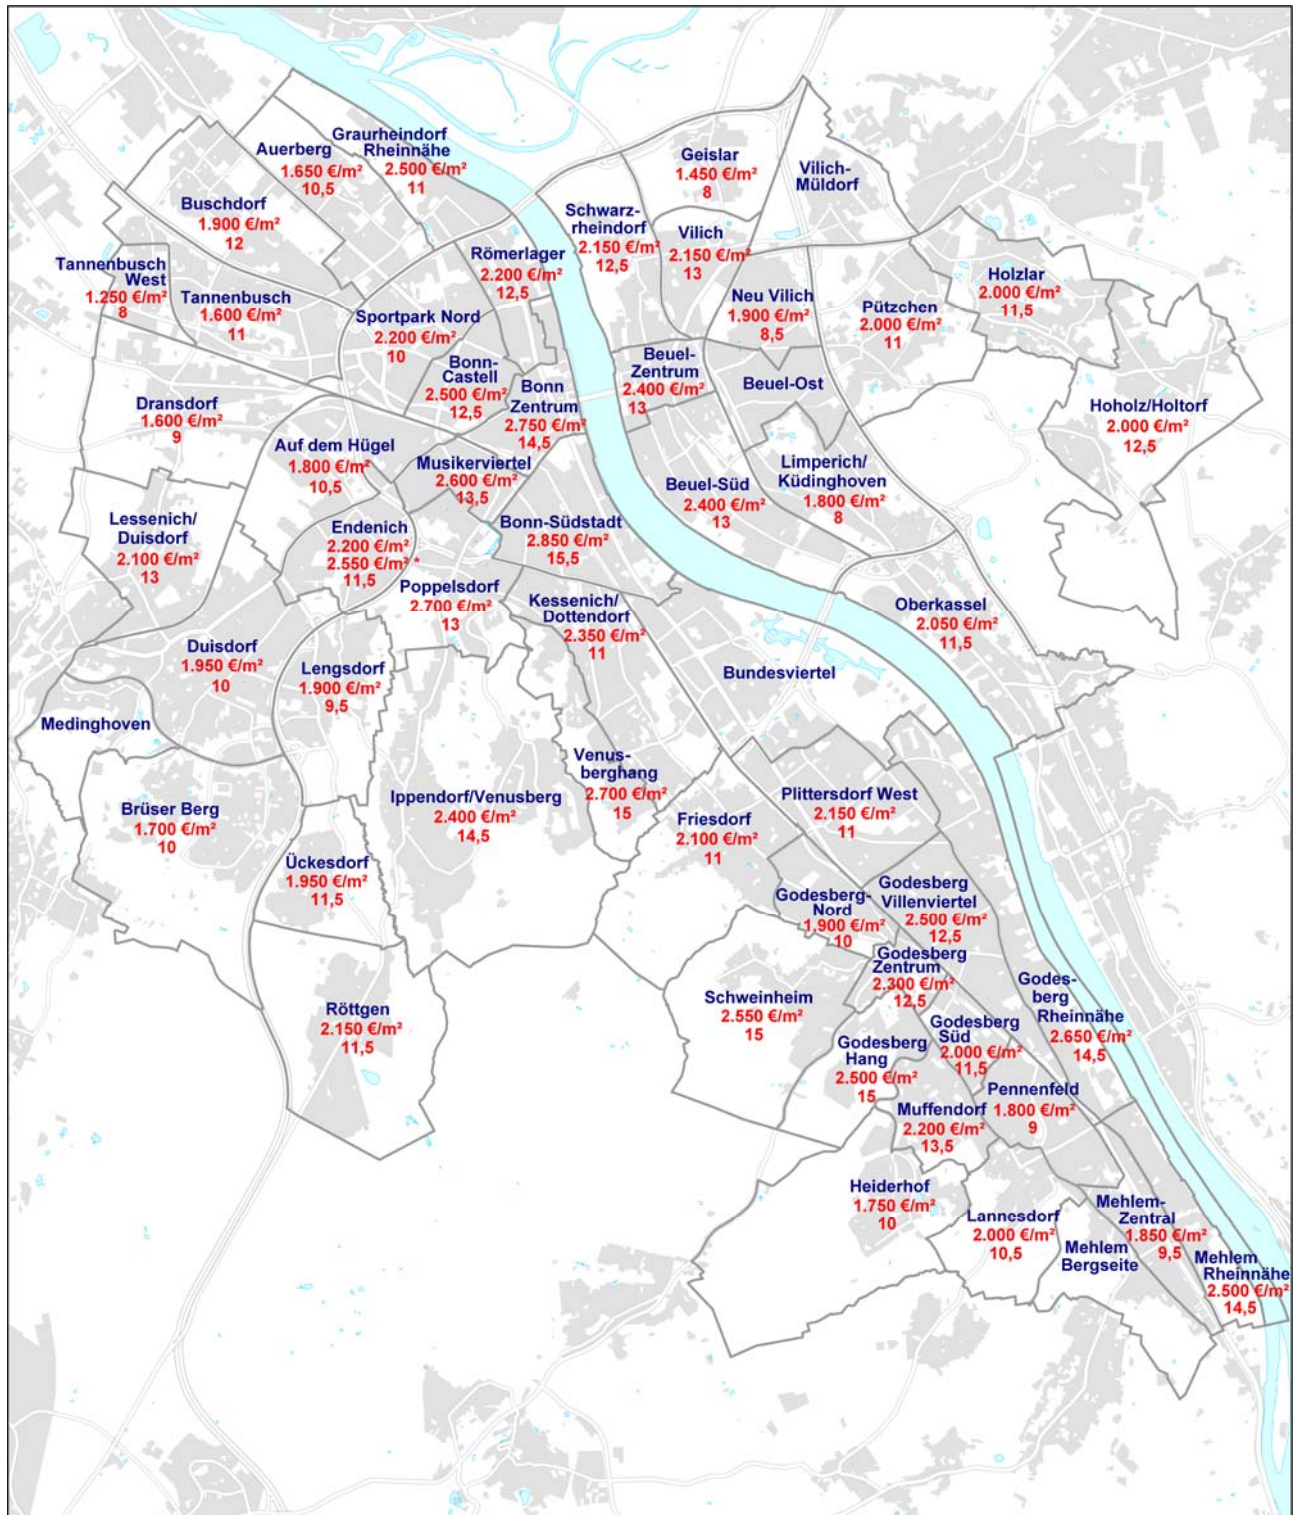 Graurheindorf
Rheinnähe
2.500 €/m²
11
Auerberg
1.650 €/m²
10,5
Buschdorf
1.900 €/m²
12
Geislar
1.450 €/m²
8
Vilich-
Müldorf
Schwarz-
rheindorf
2.150 €/m²
12,5
Vilich
2.150 €/m²
13
Römerlager
2.200 €/m²
12,5
Tannenbusch
West
1.250 €/m²
8
Tannenbusch
1.600 €/m²
11
Sportpark Nord
2.200 €/m²
10
Neu Vilich
1.900 €/m²
8,5
Pützchen
2.000 €/m²
11
Holzlar
2.000 €/m²
11,5
Bonn-
Castell
2.500 €/m²
12,5
Bonn
Zentrum
2.750 €/m²
14,5
Beuel-
Zentrum
2.400 €/m²
13
Beuel-Ost
Hoholz/Holtorf
2.000 €/m²
12,5
Dransdorf
1.600 €/m²
9
Auf dem Hügel
1.800 €/m²
10,5
Musikerviertel
2.600 €/m²
13,5
Beuel-Süd
2.400 €/m²
13
Limperich/
Küdinghoven
1.800 €/m²
8
Lessenich/
Duisdorf
2.100 €/m²
13
Endenich
2.200 €/m²
2.550 €/m² *
11,5
Bonn-Südstadt
2.850 €/m²
15,5
Poppelsdorf
2.700 €/m²
13
Kessenich/
Dottendorf
2.350 €/m²
11
Oberkassel
2.050 €/m²
11,5
Duisdorf
1.950 €/m²
10
Lengsdorf
1.900 €/m²
9,5
Bundesviertel
Medinghoven
Brüser Berg
1.700 €/m²
10
Ippendorf/Venusberg
2.400 €/m²
14,5
Venus-
berghang
2.700 €/m²
15
Plittersdorf West
2.150 €/m²
11
Friesdorf
2.100 €/m²
11
Ückesdorf
1.950 €/m²
11,5
Godesberg-
Nord
1.900 €/m²
10
Godesberg
Villenviertel
2.500 €/m²
12,5
Godesberg
Zentrum
2.300 €/m²
12,5
Röttgen
2.150 €/m²
11,5
Schweinheim
2.550 €/m²
15
Godes-
berg
Rheinnähe
2.650 €/m²
14,5
Godesberg
Süd
2.000 €/m²
11,5
Godesberg
Hang
2.500 €/m²
15
Pennenfeld
1.800 €/m²
9
Muffendorf
2.200 €/m²
13,5
Heiderhof
1.750 €/m²
10
Lannesdorf
2.000 €/m²
10,5
Mehlem-
Zentral
1.850 €/m²
9,5
Mehlem
Bergseite
Mehlem
Rheinnähe
2.500 €/m²
14,5